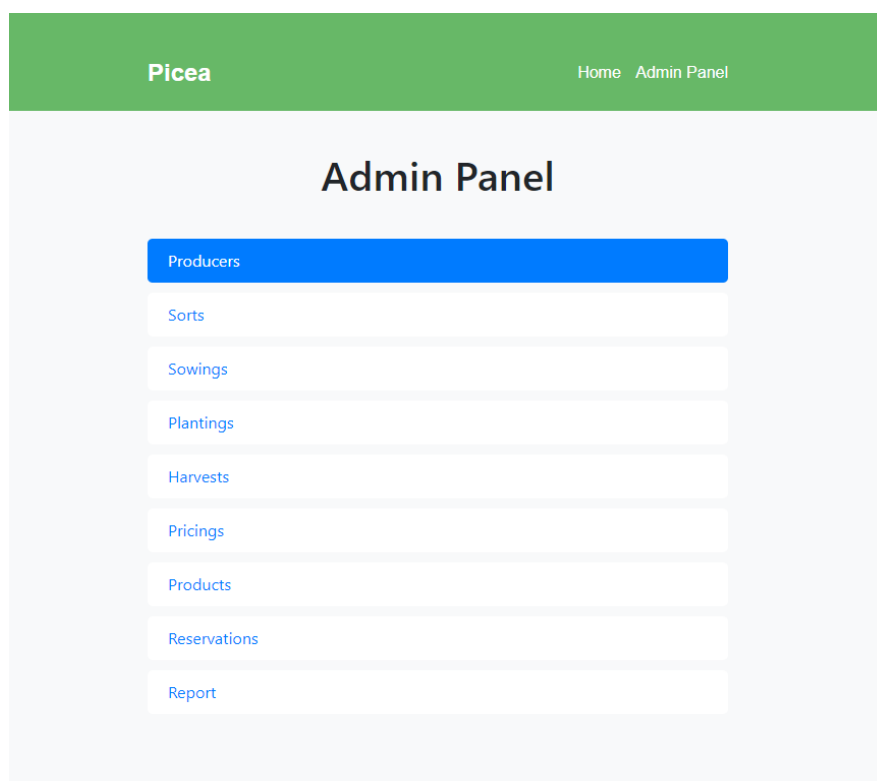 Picea
Home Admin Panel
Admin Panel
Producers
Sorts
Sowings
Plantings
Harvests
Pricings
Products
Reservations
Report